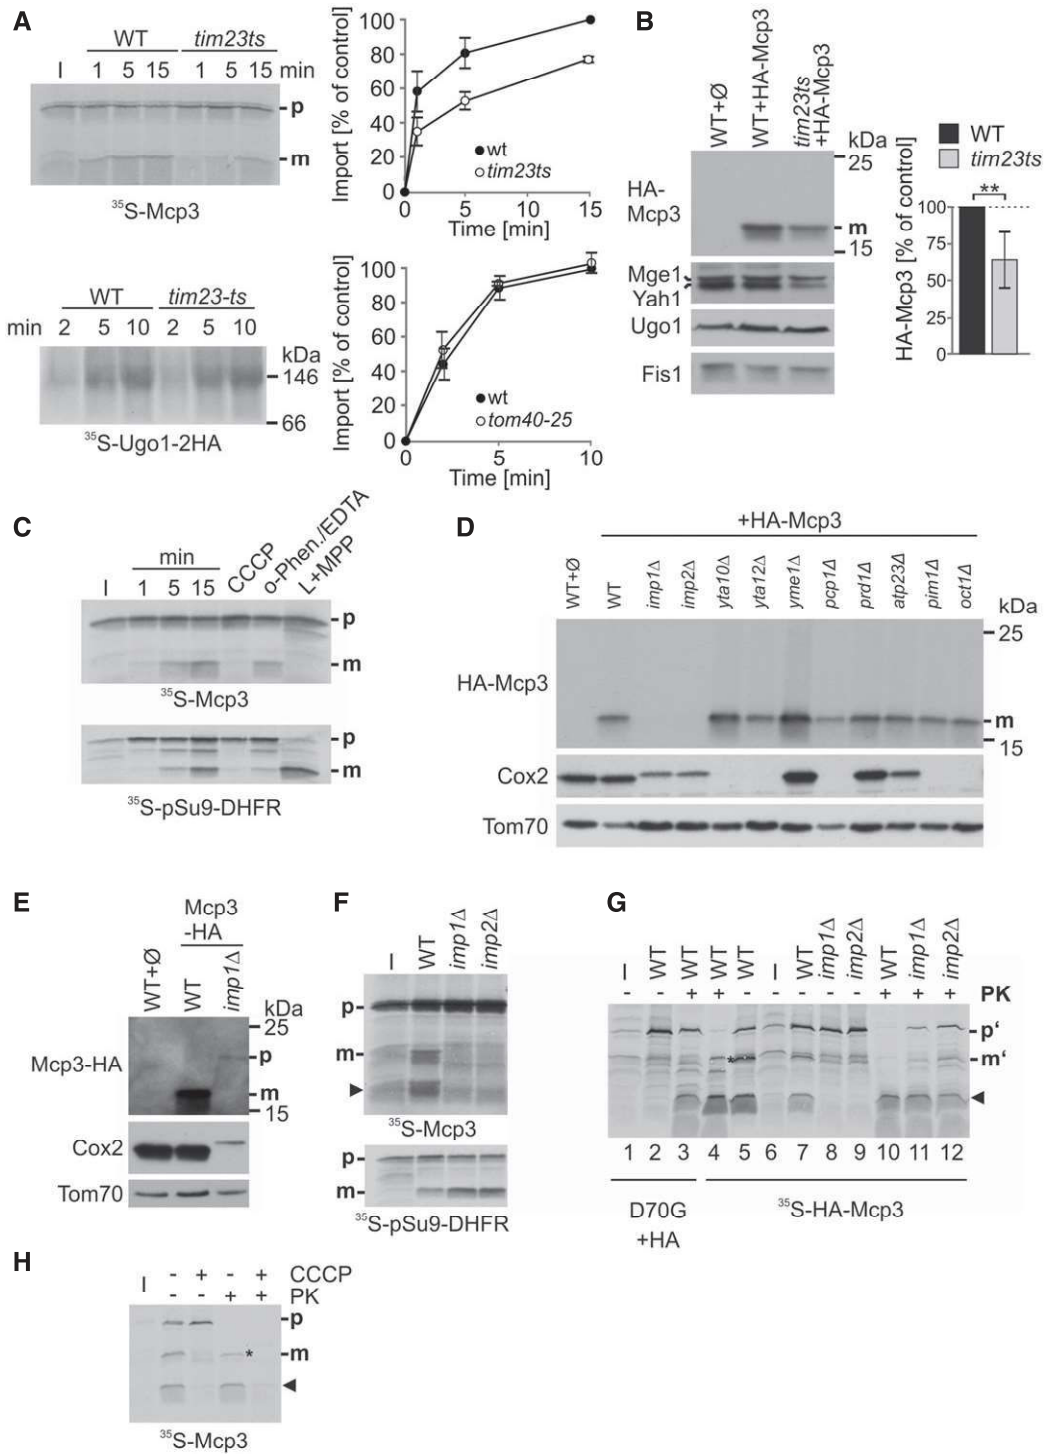 A
WT tim23ts
I 1 5 15 1 5 15 min
p
m
35S-Mcp3
Import [% of control]
100
80
60
40
20
0
wt
tim23ts
0 5 15
Time [min]
WT tim23-ts
min 2 5 10 2 5 10
kDa
146
66
35S-Ugo1-2HA
Import [% of control]
100
80
60
40
20
0
wt
tom40-25
0 5 10
Time [min]
B
WT+Ø
WT+HA-Mcp3
tim23ts
+HA-Mcp3
kDa
25
HA-
Mcp3
m
15
Mge1
Yah1
Ugo1
Fis1
WT
tim23ts
**
HA-Mcp3 [% of control]
100
75
50
25
0
C
min
I 1 5 15 CCCP o-Phen./EDTA L+MPP
p
m
35S-Mcp3
p
m
35S-pSu9-DHFR
D
+HA-Mcp3
WT+Ø WT imp1Δ imp2Δ yta10Δ yta12Δ yme1Δ pcp1Δ prd1Δ atp23Δ pim1Δ oct1Δ
kDa
25
HA-Mcp3
m
15
Cox2
Tom70
E
Mcp3
-HA
WT+Ø WT imp1Δ
kDa
25
Mcp3-HA
p
m
15
Cox2
Tom70
F
I WT imp1Δ imp2Δ
p
m
35S-Mcp3
p
m
35S-pSu9-DHFR
G
I WT WT WT WT I WT imp1Δ imp2Δ WT imp1Δ imp2Δ
- - + + - - - - - + + + PK
p‘
m‘
*
1 2 3 4 5 6 7 8 9 10 11 12
D70G
+HA
35S-HA-Mcp3
H
I - + - + CCCP
- - + + PK
p
m
*
35S-Mcp3